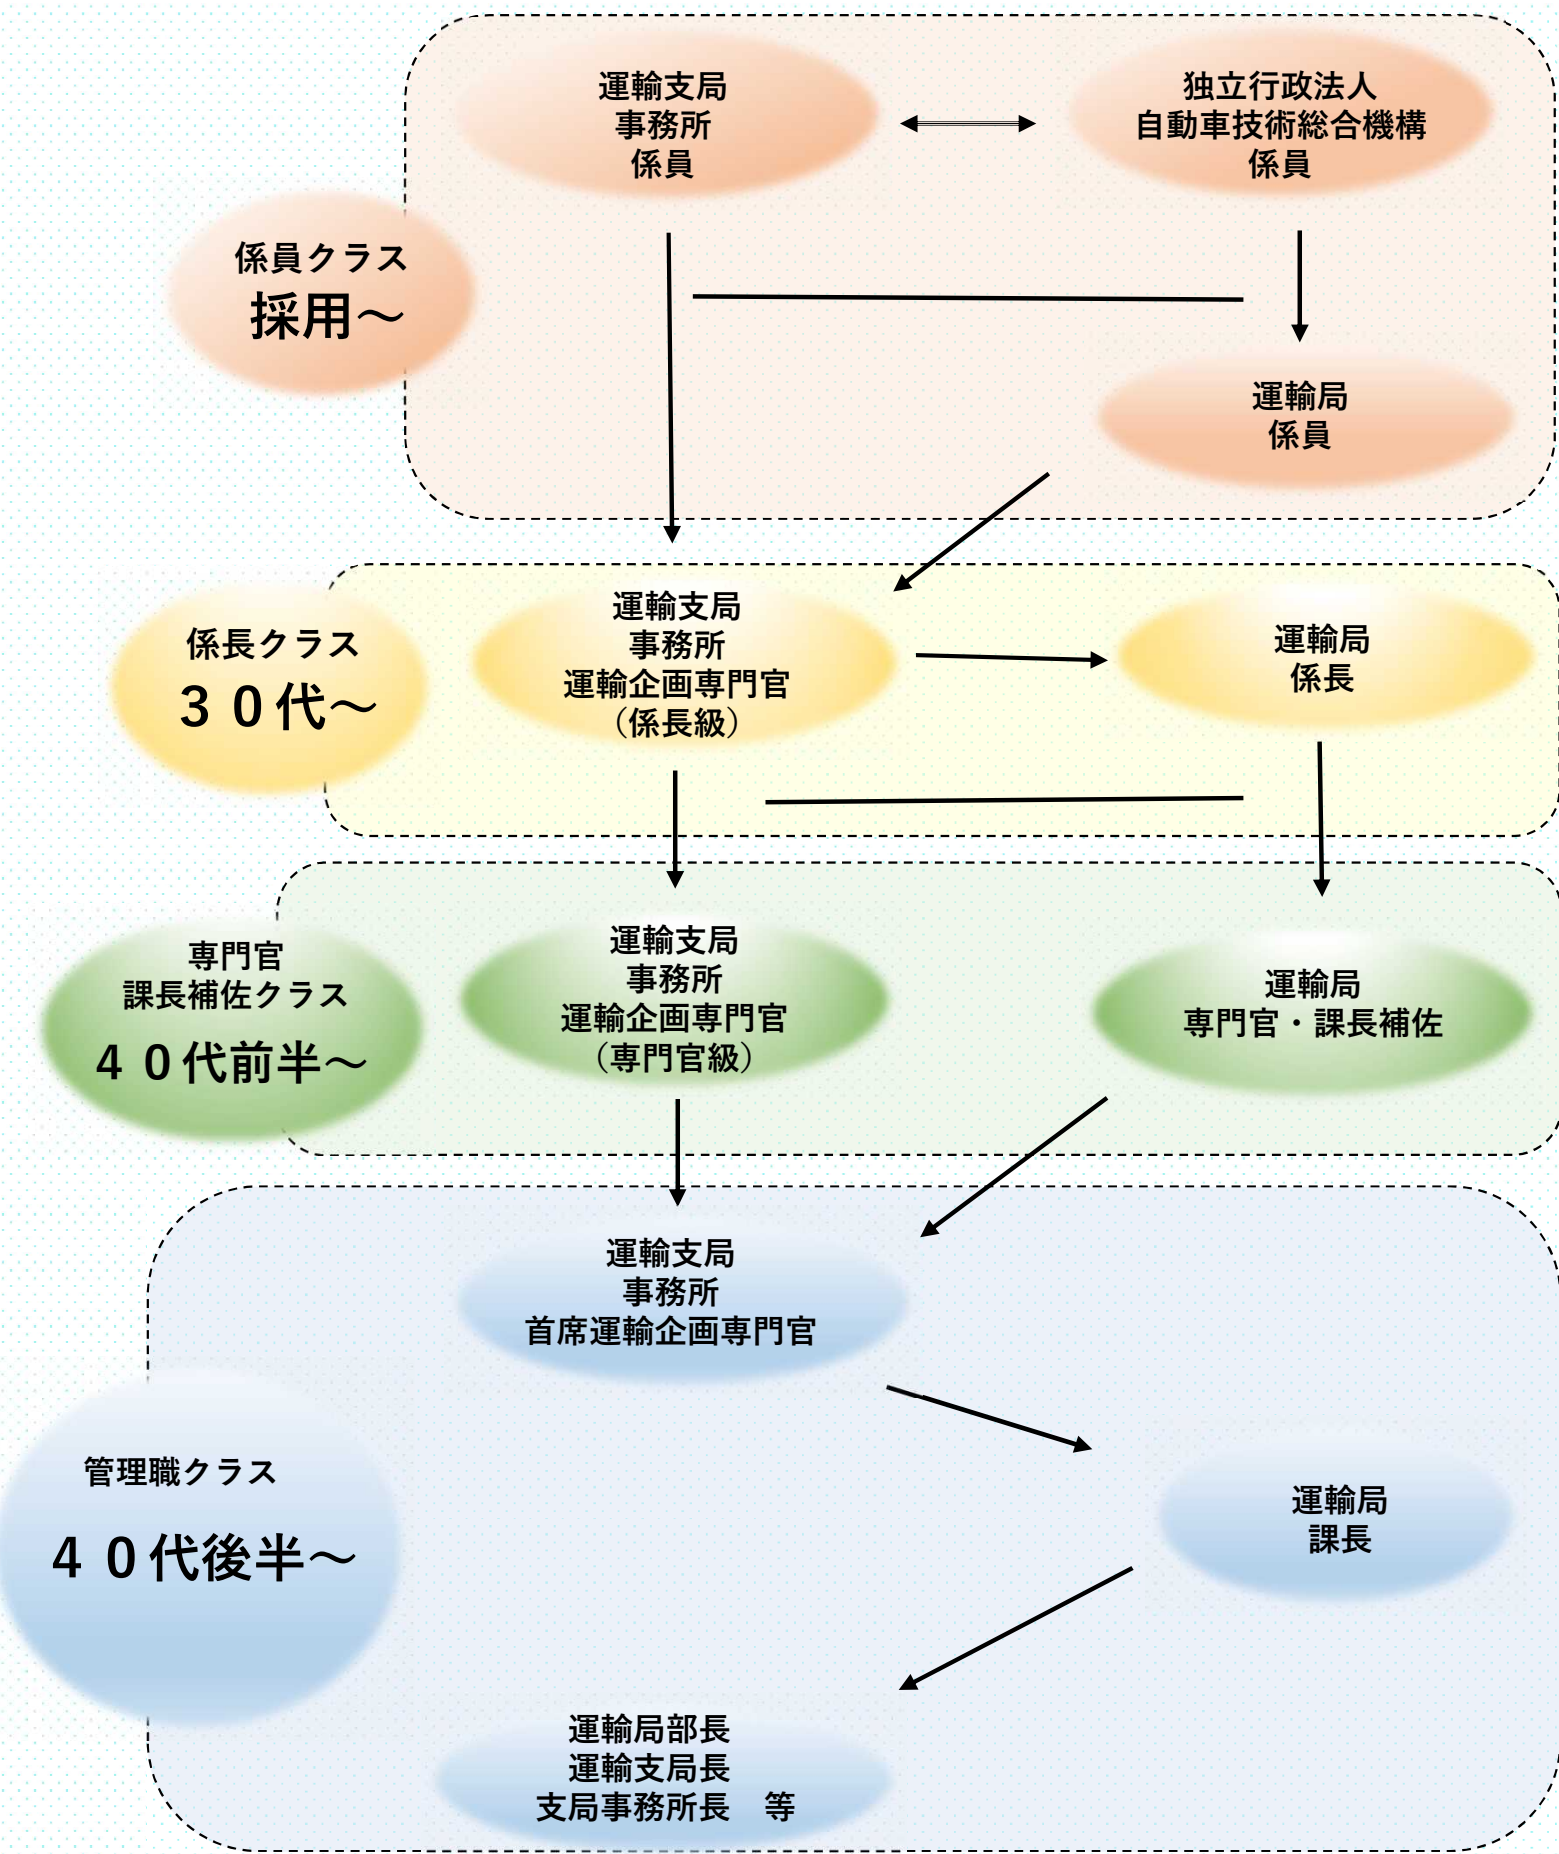 運輸支局
事務所
係員
独立行政法人
自動車技術総合機構
係員
係員クラス
採用～
運輸局
係員
係長クラス
３０代～
運輸支局
事務所
運輸企画専門官
（係長級）
運輸局
係長
専門官
課長補佐クラス
４０代前半～
運輸支局
事務所
運輸企画専門官
（専門官級）
運輸局
専門官・課長補佐
運輸支局
事務所
首席運輸企画専門官
管理職クラス
４０代後半～
運輸局
課長
運輸局部長
運輸支局長
支局事務所長　等